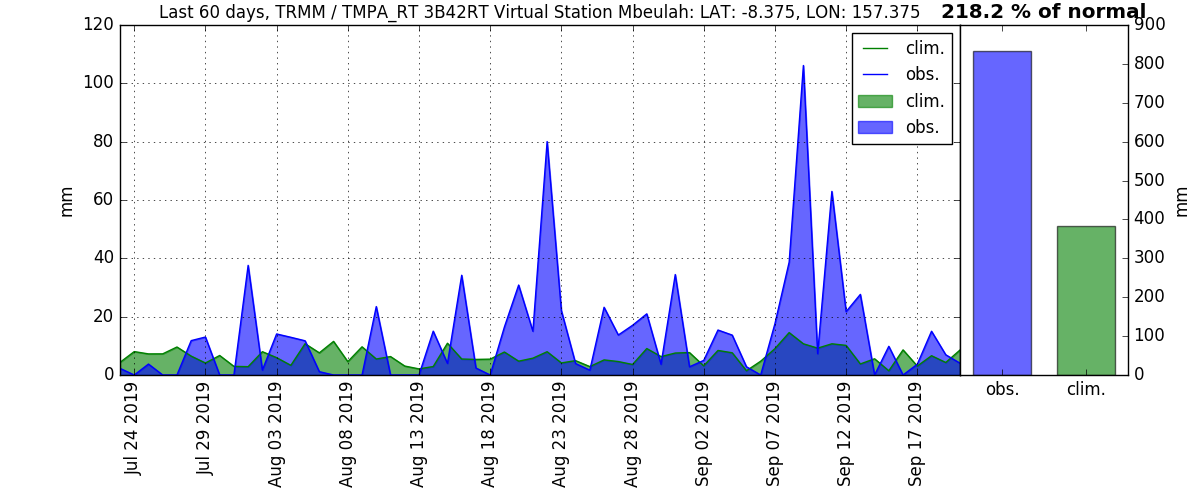 Last 60 days, TRMM / TMPA_RT 3B42RT Virtual Station Mbeulah: LAT: -8.375, LON: 157.375
218.2 % of normal
120
100
80
60
40
20
0
mm
clim.
obs.
clim.
obs.
900
800
700
600
500
400
300
200
100
0
mm
Jul 24 2019
Jul 29 2019
Aug 03 2019
Aug 08 2019
Aug 13 2019
Aug 18 2019
Aug 23 2019
Aug 28 2019
Sep 02 2019
Sep 07 2019
Sep 12 2019
Sep 17 2019
obs.
clim.